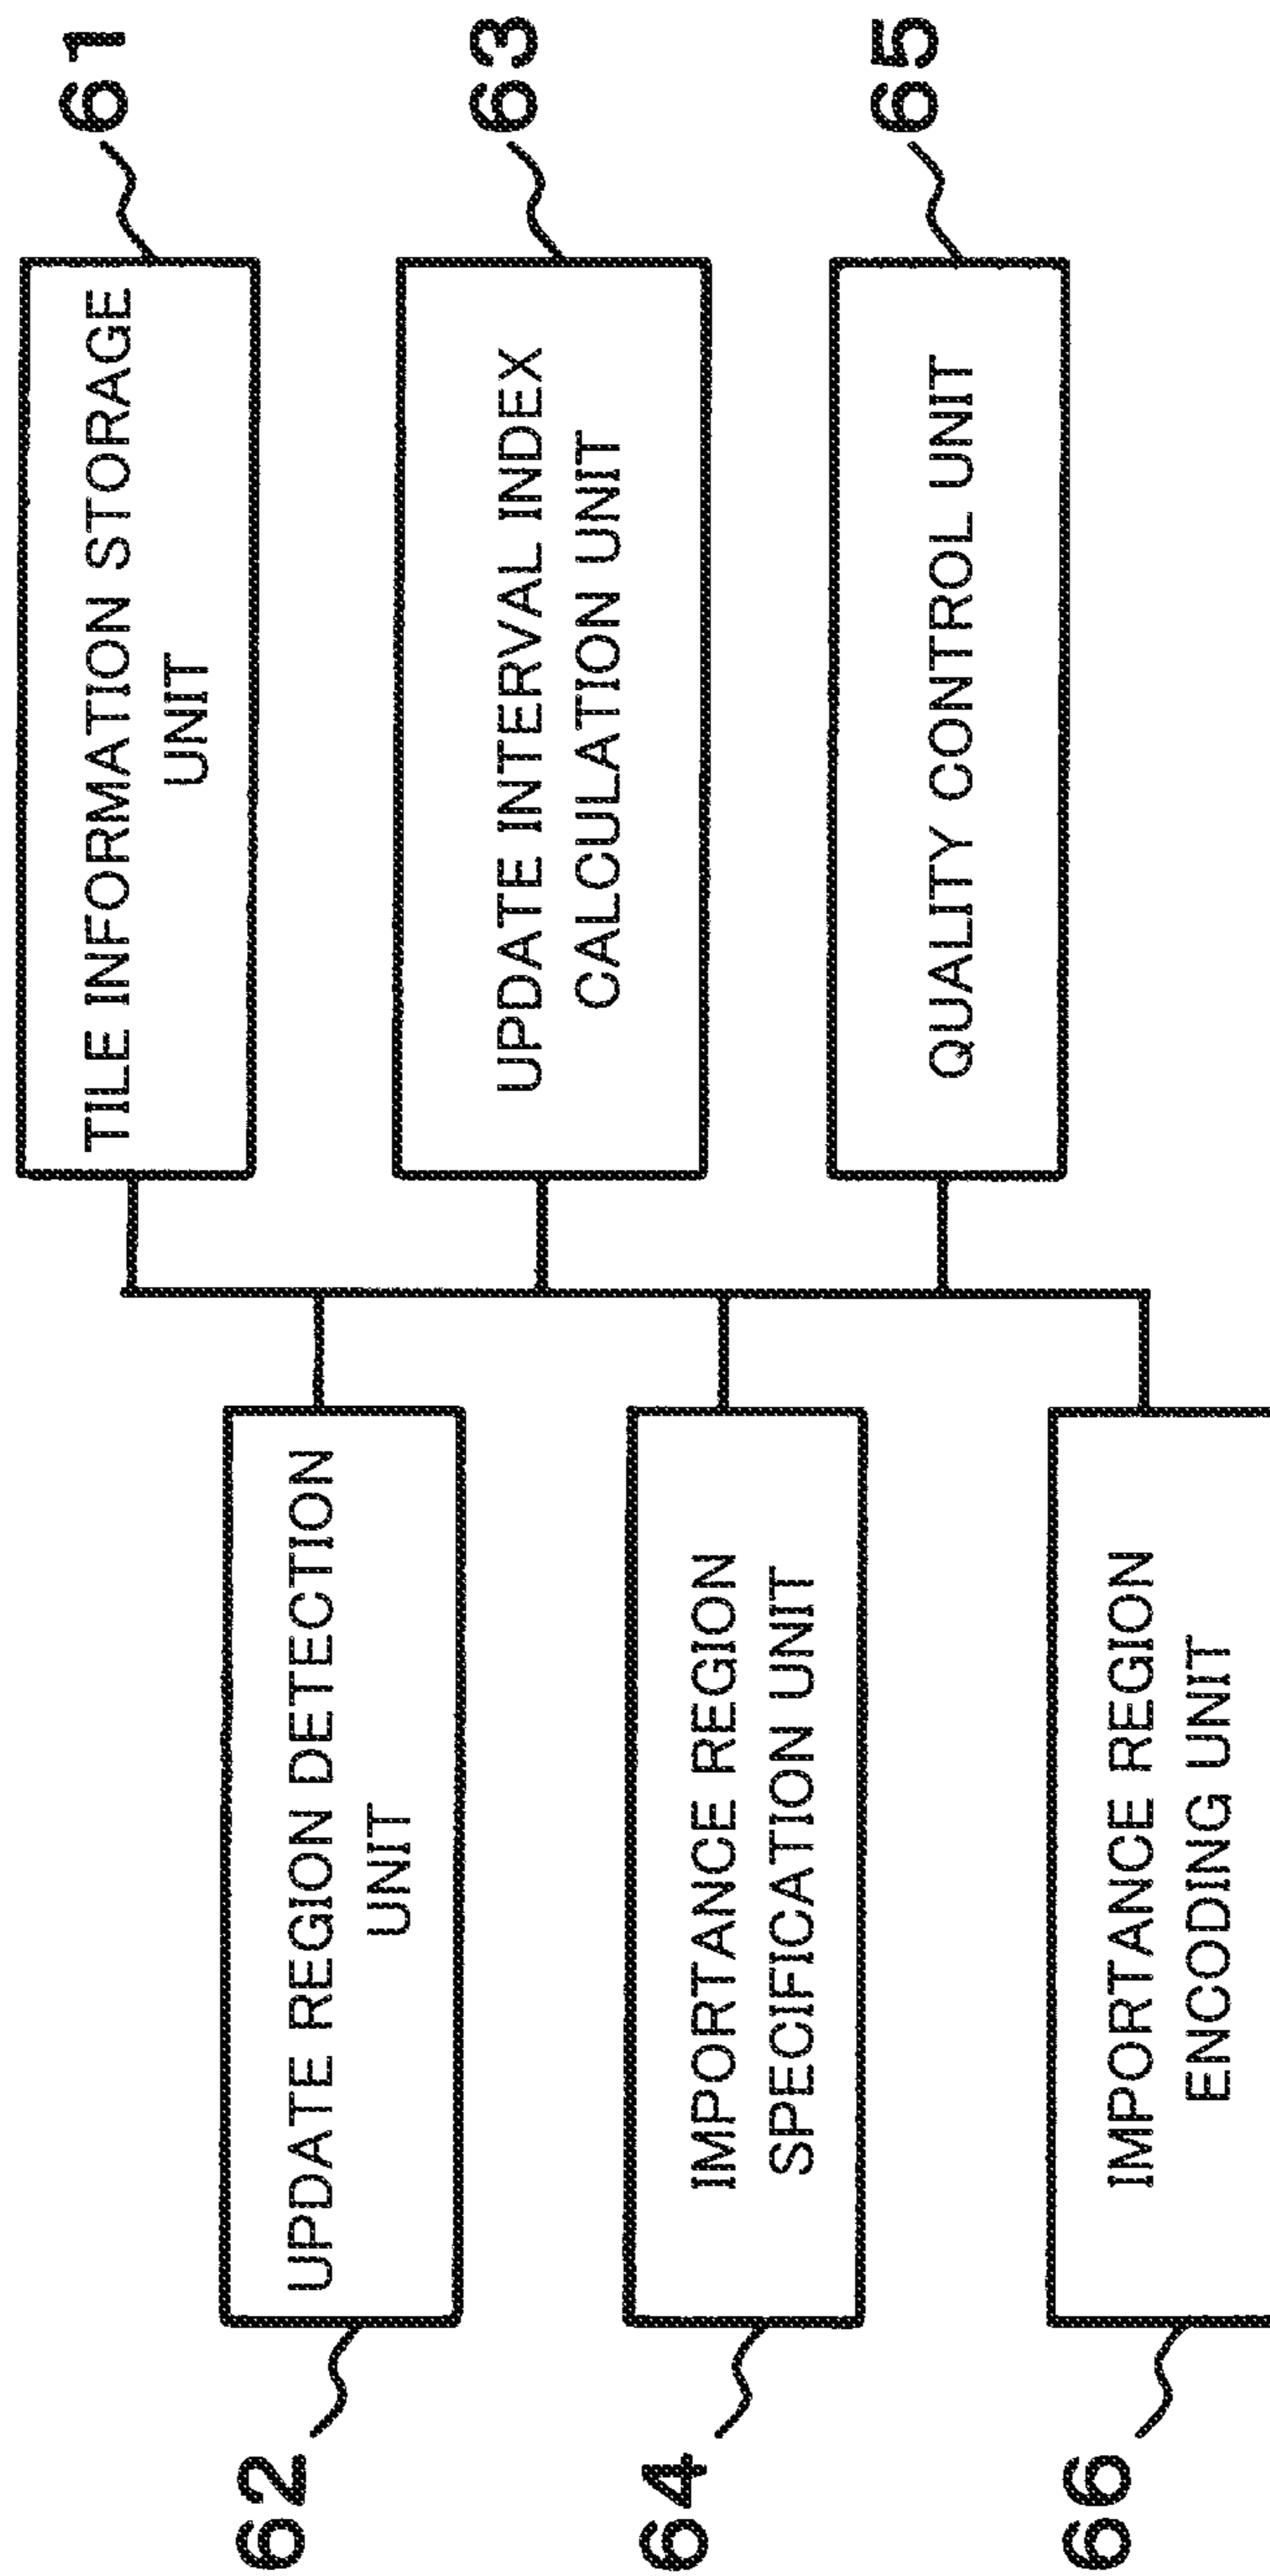 TILE INFORMATION STORAGE
UNIT
61
62
UPDATE REGION DETECTION
UNIT
UPDATE INTERVAL INDEX
CALCULATION UNIT
63
64
IMPORTANCE REGION
SPECIFICATION UNIT
QUALITY CONTROL UNIT
65
66
IMPORTANCE REGION
ENCODING UNIT